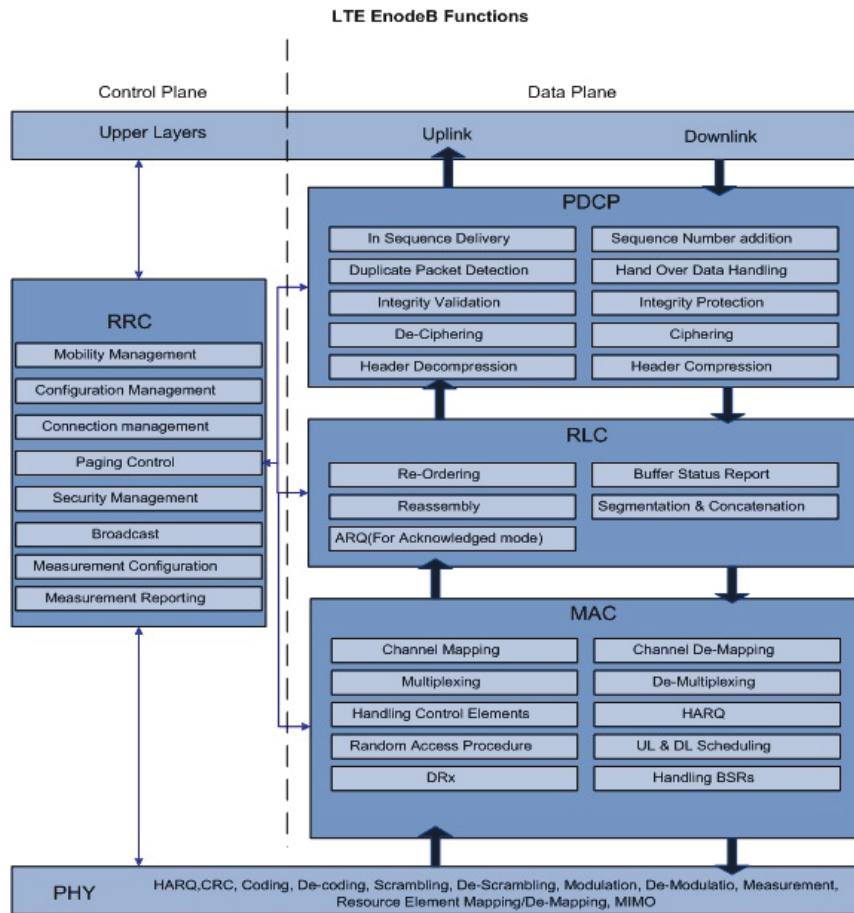 LTE EnodeB Functions
Control Plane
Data Plane
Upper Layers
Uplink
Downlink
PDCP
In Sequence Delivery
Sequence Number addition
Duplicate Packet Detection
Hand Over Data Handling
Integrity Validation
Integrity Protection
De-Ciphering
Ciphering
Header Decompression
Header Compression
RRC
Mobility Management
Configuration Management
Connection management
Paging Control
Security Management
Broadcast
Measurement Configuration
Measurement Reporting
RLC
Re-Ordering
Buffer Status Report
Reassembly
Segmentation & Concatenation
ARQ(For Acknowledged mode)
MAC
Channel Mapping
Channel De-Mapping
Multiplexing
De-Multiplexing
Handling Control Elements
HARQ
Random Access Procedure
UL & DL Scheduling
DRx
Handling BSRs
PHY
HARQ,CRC, Coding, De-coding, Scrambling, De-Scrambling, Modulation, De-Modulatio, Measurement,
Resource Element Mapping/De-Mapping, MIMO